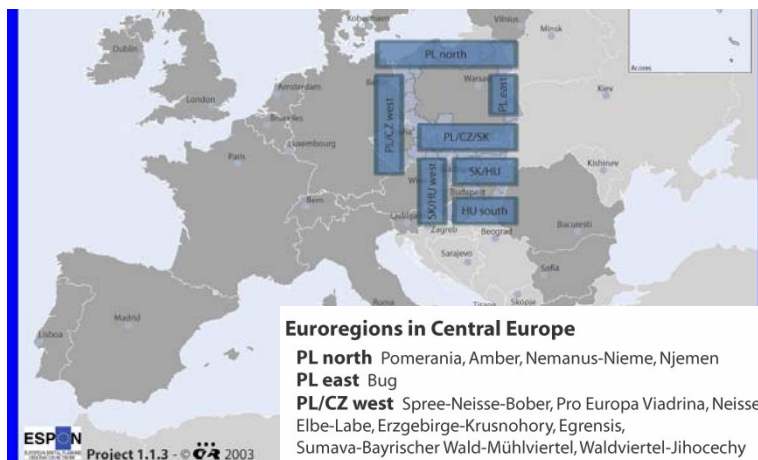 København
Vilnius
Minsk
Acores
Dublin
PL north
Amsterdam
Warsaw
PL east
Kiev
London
Bruxelles
PL/CZ west
PL/CZ/SK
Luxembourg
Paris
SK/HU
Kishinev
SK/HU west
Budapest
Bern
Ljubljana
HU south
Zagreb
Beograd
Bucuresti
Sarajevo
Sofia
Madrid
Roma
Skopje
Lisboa
Euroregions in Central Europe
PL north Pomerania, Amber, Nemanus-Nieme, Njemen
PL east Bug
PL/CZ west Spree-Neisse-Bober, Pro Europa Viadrina, Neisse
Elbe-Labe, Erzgebirge-Krusnohory, Egrensis,
Sumava-Bayrischer Wald-Mühlviertel, Waldviertel-Jihocechy
ESPON
Project 1.1.3 - © ÖIR 2003